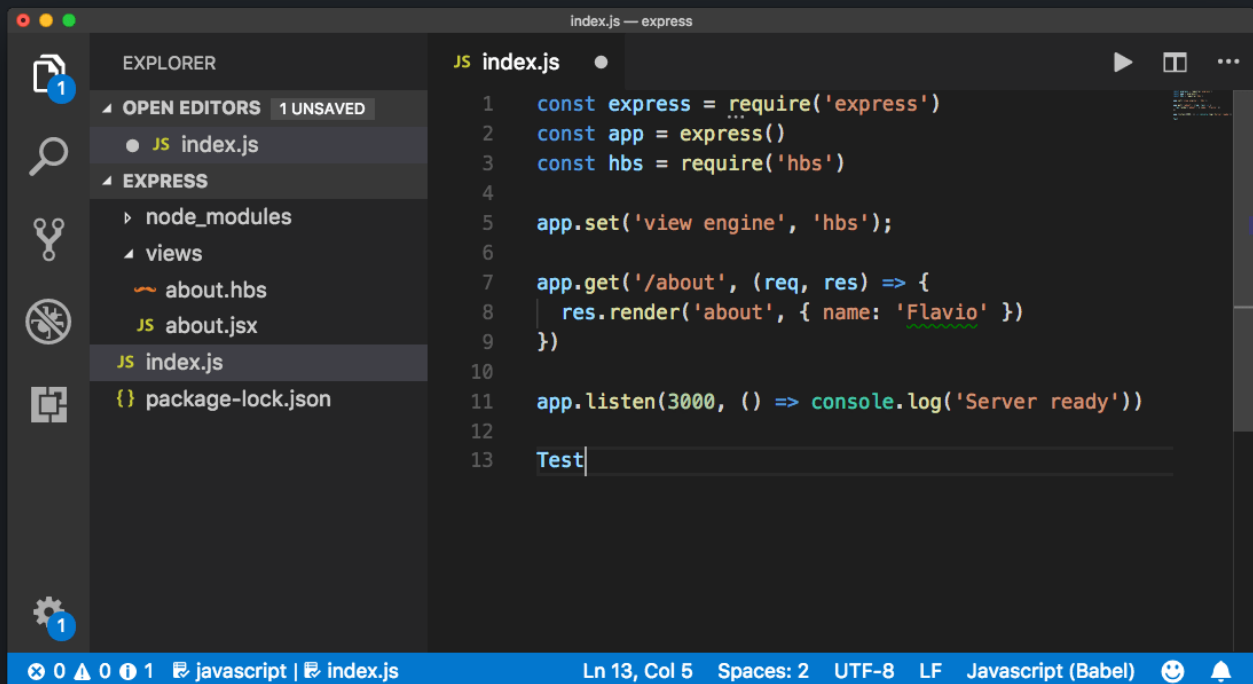 index.js — express
EXPLORER
OPEN EDITORS 1 UNSAVED
JS index.js
EXPRESS
node_modules
views
about.hbs
JS about.jsx
JS index.js
{} package-lock.json
1
1
JS index.js
1 const express = require('express')
2 const app = express()
3 const hbs = require('hbs')
4
5 app.set('view engine', 'hbs');
6
7 app.get('/about', (req, res) => {
8 res.render('about', { name: 'Flavio' })
9 })
10
11 app.listen(3000, () => console.log('Server ready'))
12
13 Test
0 0 1 javascript | index.js Ln 13, Col 5 Spaces: 2 UTF-8 LF Javascript (Babel)